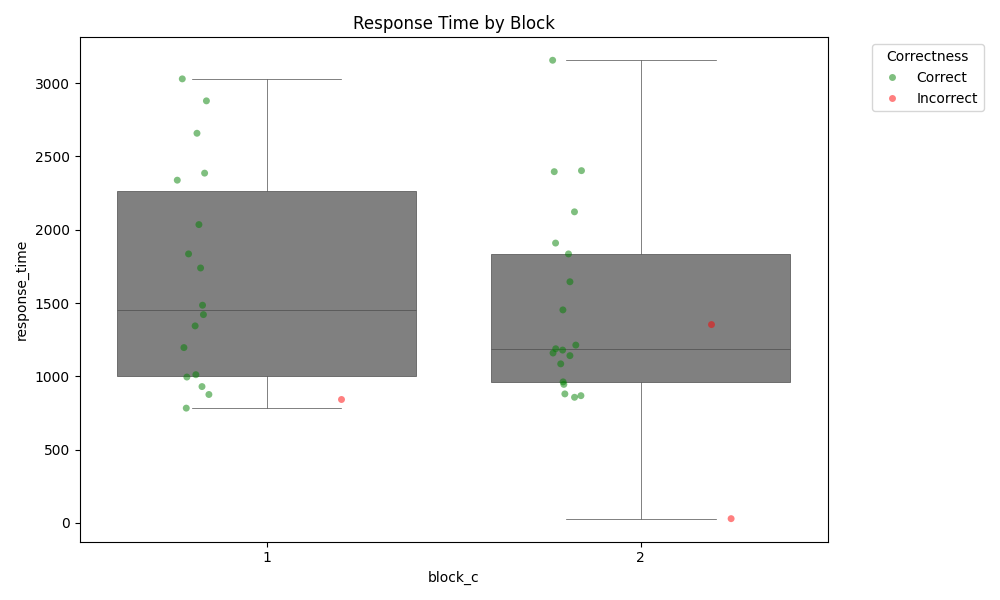 Response Time by Block
Correctness
Correct
Incorrect
response_time
3000
2500
2000
1500
1000
500
0
1
2
block_c